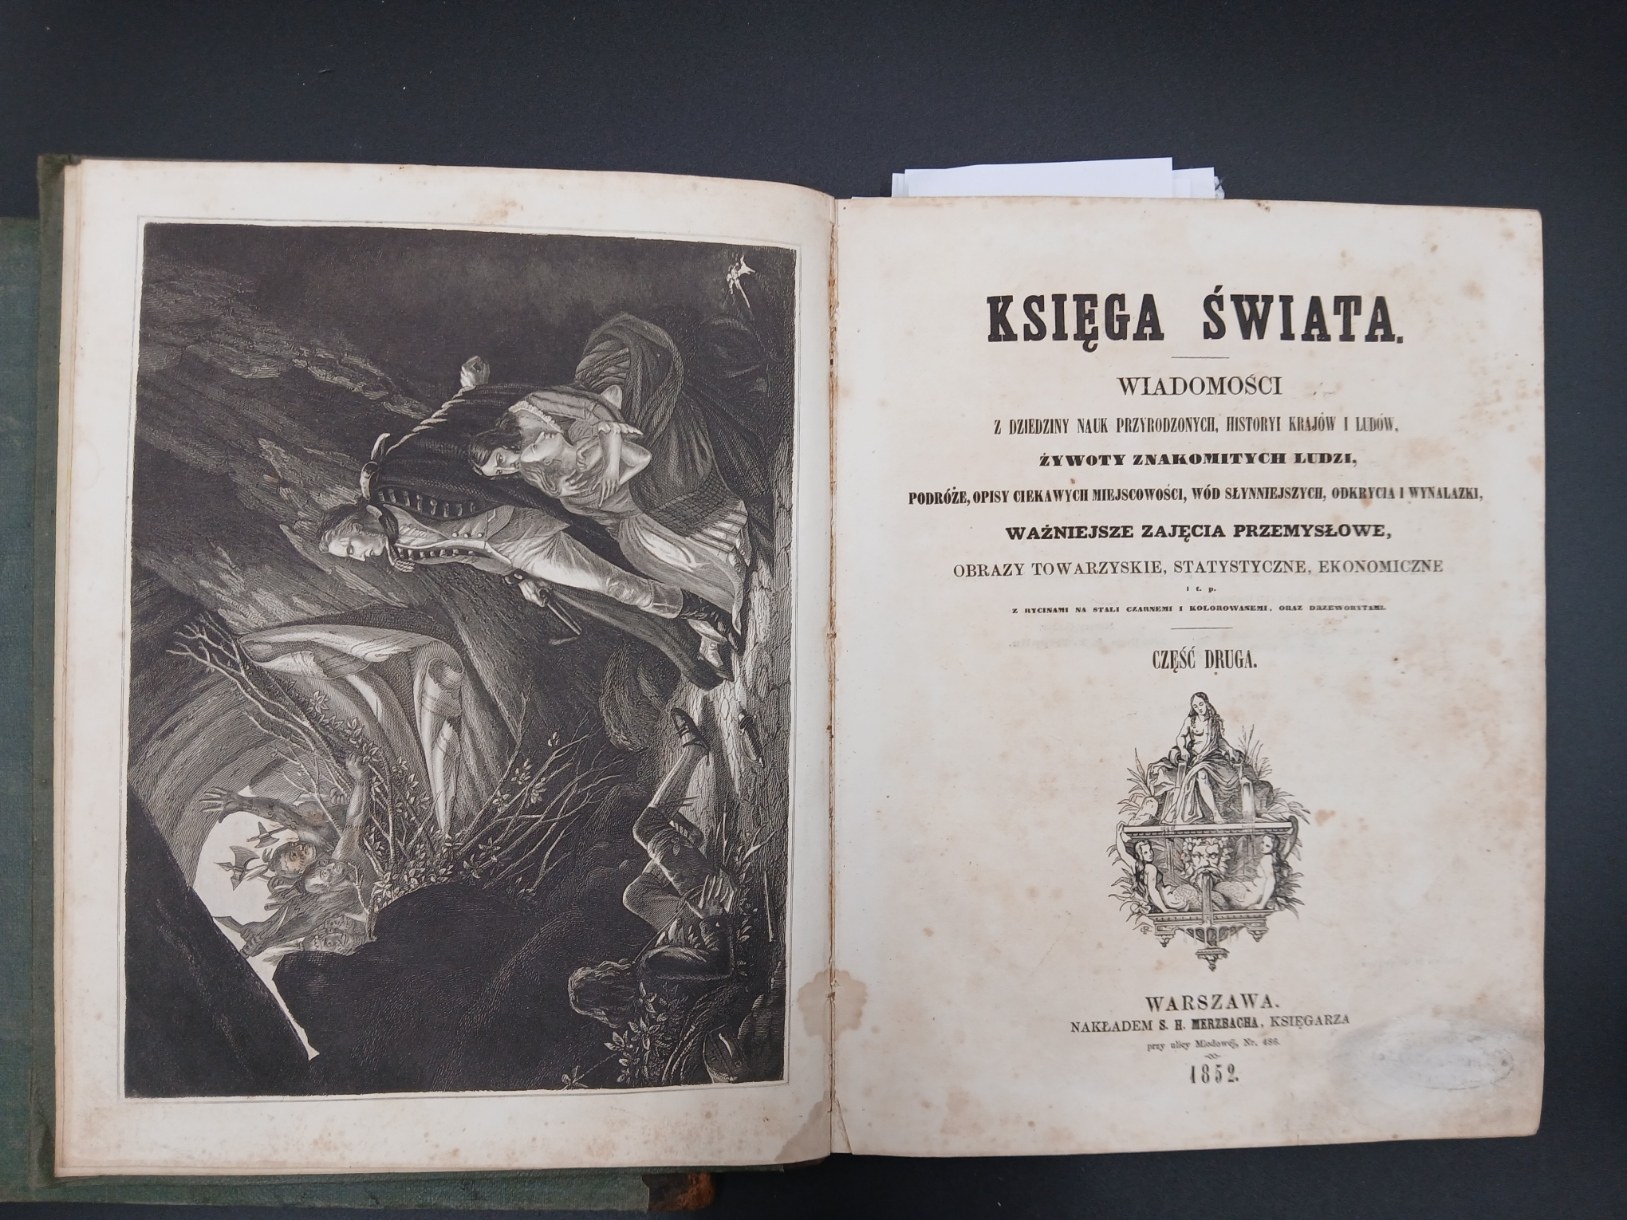 KSIĘGA ŚWIATA.
WIADOMOŚCI
Z DZIEDZINY NAUK PRZYRODZONYCH, HISTORYI KRAJÓW I LUDÓW,
ŻYWOTY ZNAKOMITYCH LUDZI,
PODRÓŻE, OPISY CIEKAWYCH MIEJSCOWOŚCI, WÓD SŁYNNIEJSZYCH, ODKRYCIA I WYNALAZKI,
WAŻNIEJSZE ZAJĘCIA PRZEMYSŁOWE,
OBRAZY TOWARZYSKIE, STATYSTYCZNE, EKONOMICZNE
i t. p.
Z RYCINAMI NA STALI CZARNEMI I KOLOROWANEMI, ORAZ DRZEWORYTAMI.
CZĘŚĆ DRUGA.
WARSZAWA.
NAKŁADEM S. H. MERZBACHA, KSIĘGARZA
przy ulicy Miodowéj, Nr. 486.
1852.